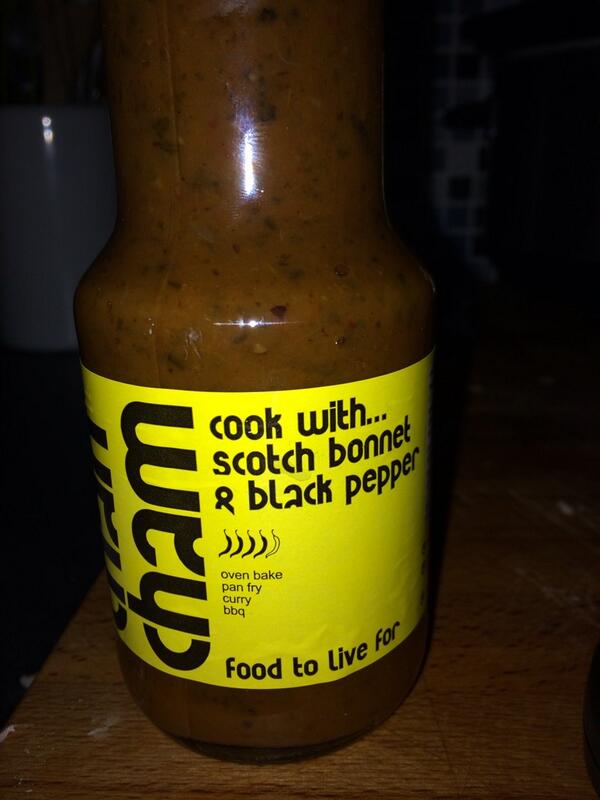 cham
cook with...
scotch bonnet
& black pepper
oven bake
pan fry
curry
bbq
food to live for